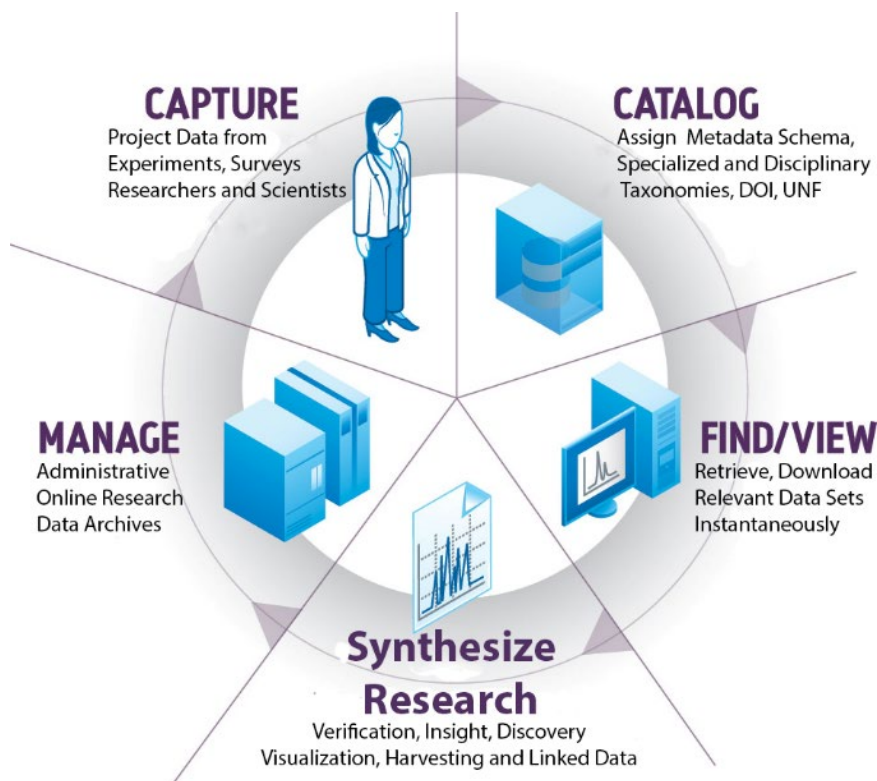 CAPTURE
Project Data from
Experiments, Surveys
Researchers and Scientists
CATALOG
Assign Metadata Schema,
Specialized and Disciplinary
Taxonomies, DOI, UNF
FIND/VIEW
Retrieve, Download
Relevant Data Sets
Instantaneously
Synthesize
Research
Verification, Insight, Discovery
Visualization, Harvesting and Linked Data
MANAGE
Administrative
Online Research
Data Archives